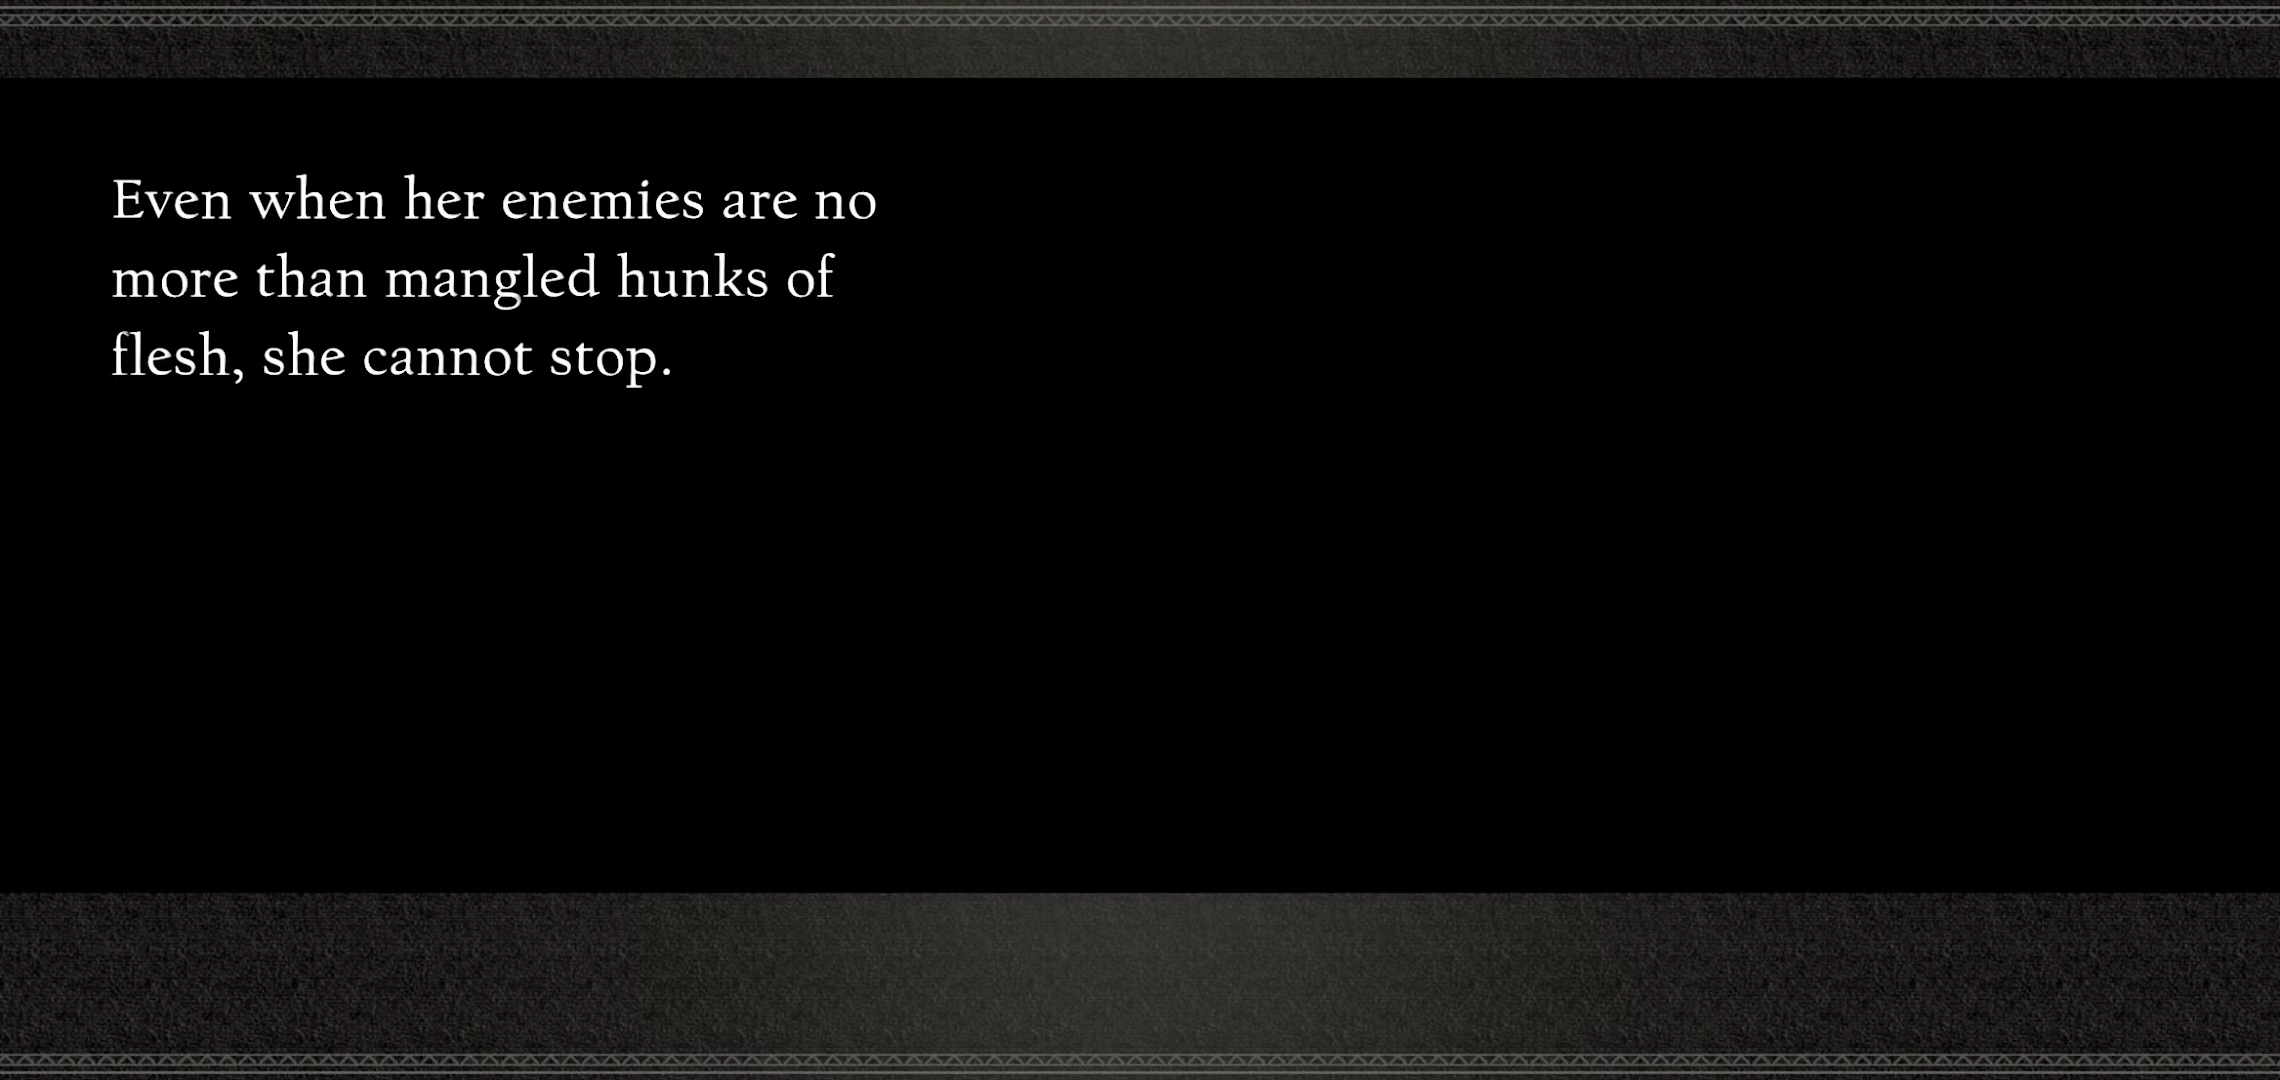 Even when her enemies are no
more than mangled hunks of
flesh, she cannot stop.